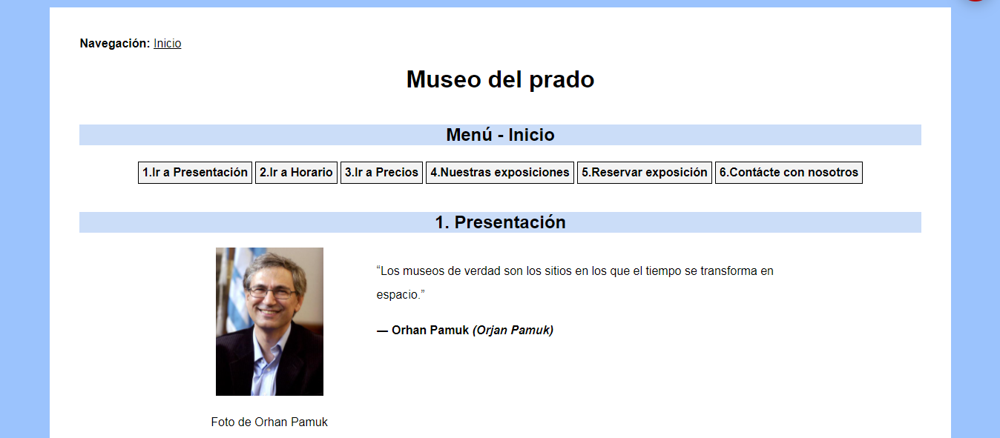 Navegación: Inicio
Museo del prado
Menú - Inicio
1.Ir a Presentación 2.Ir a Horario 3.Ir a Precios 4.Nuestras exposiciones 5.Reservar exposición 6.Contácte con nosotros
1. Presentación
“Los museos de verdad son los sitios en los que el tiempo se transforma en
espacio.”
— Orhan Pamuk (Orjan Pamuk)
Foto de Orhan Pamuk